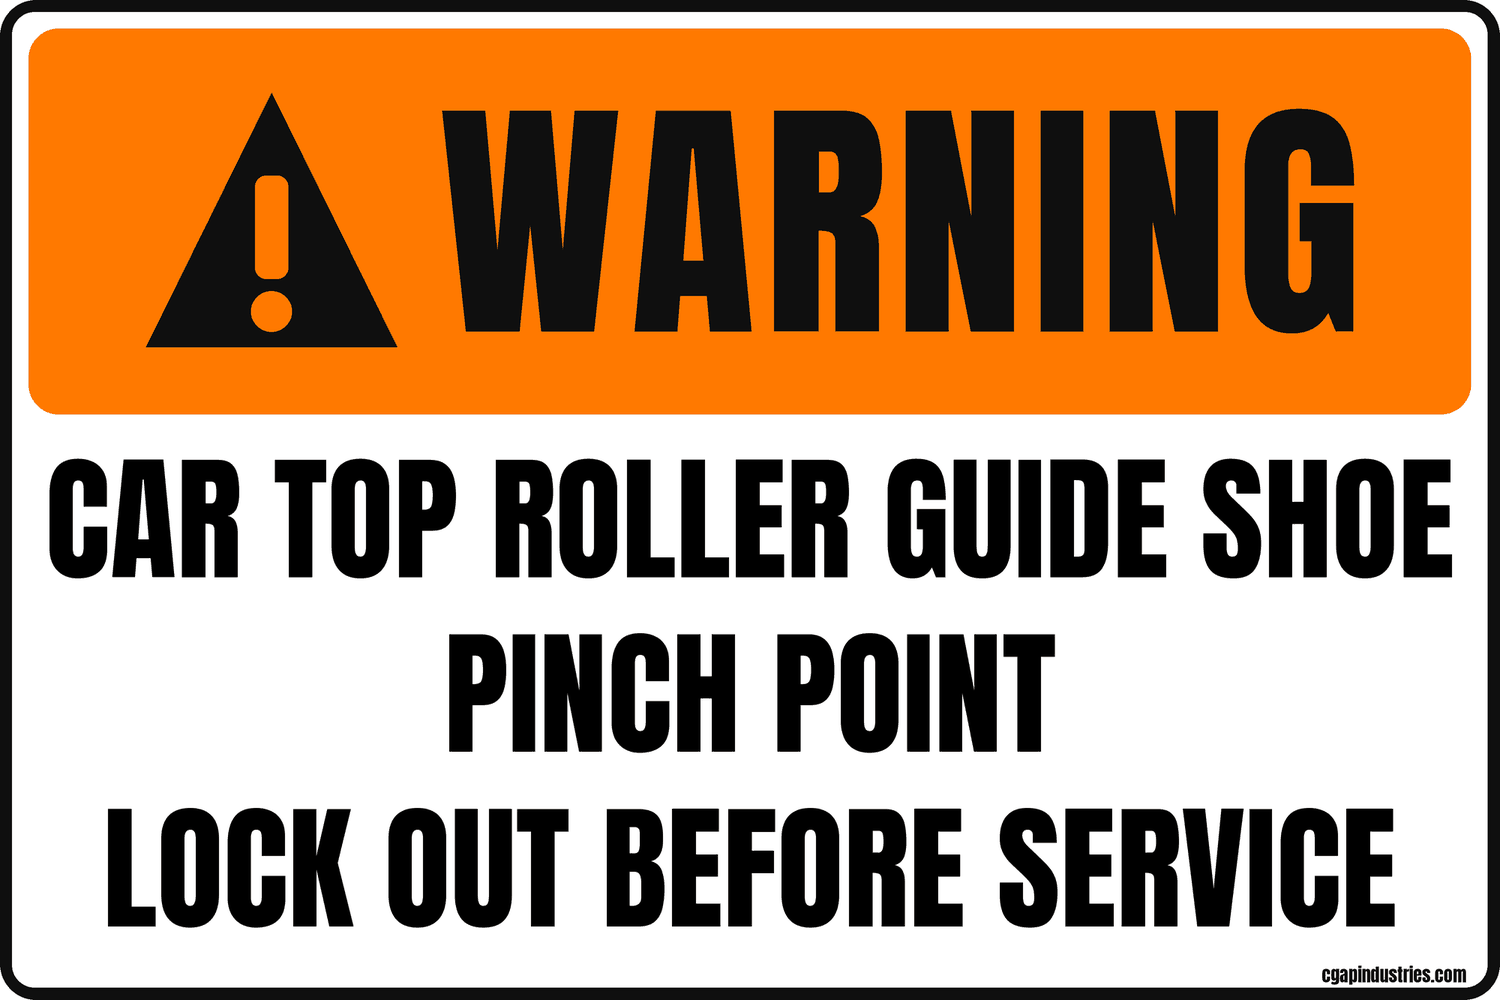 WARNING
CAR TOP ROLLER GUIDE SHOE
PINCH POINT
LOCK OUT BEFORE SERVICE
cgapindustries.com